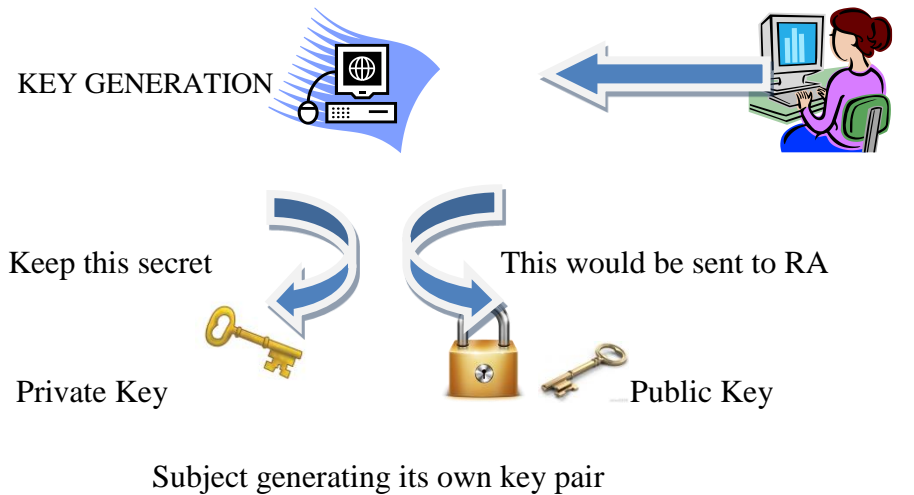 KEY GENERATION
Keep this secret
This would be sent to RA
Private Key
Public Key
Subject generating its own key pair